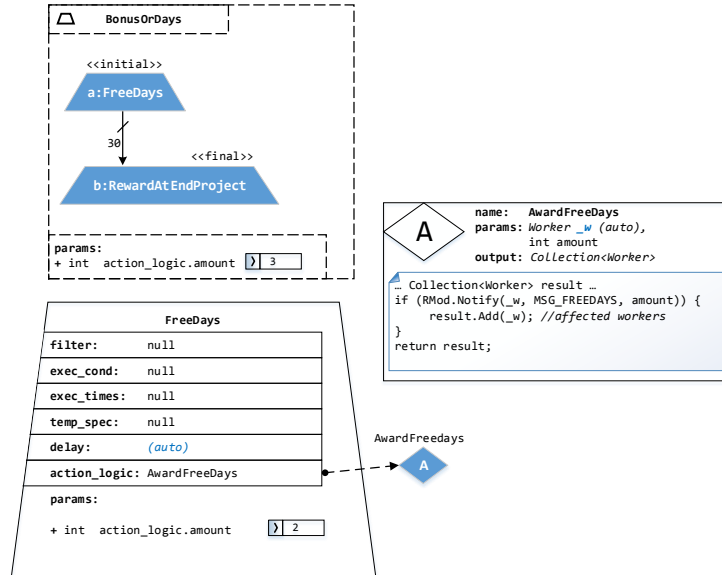 BonusOrDays
<<initial>>
a:FreeDays
30
<<final>>
b:RewardAtEndProject
params:
+ int action_logic.amount 3
A
name: AwardFreeDays
params: Worker _w (auto),
int amount
output: Collection<Worker>
… Collection<Worker> result …
if (RMod.Notify(_w, MSG_FREEDAYS, amount)) {
result.Add(_w); //affected workers
}
return result;
FreeDays
filter: null
exec_cond: null
exec_times: null
temp_spec: null
delay: (auto)
action_logic: AwardFreeDays
AwardFreedays
A
params:
+ int action_logic.amount 2